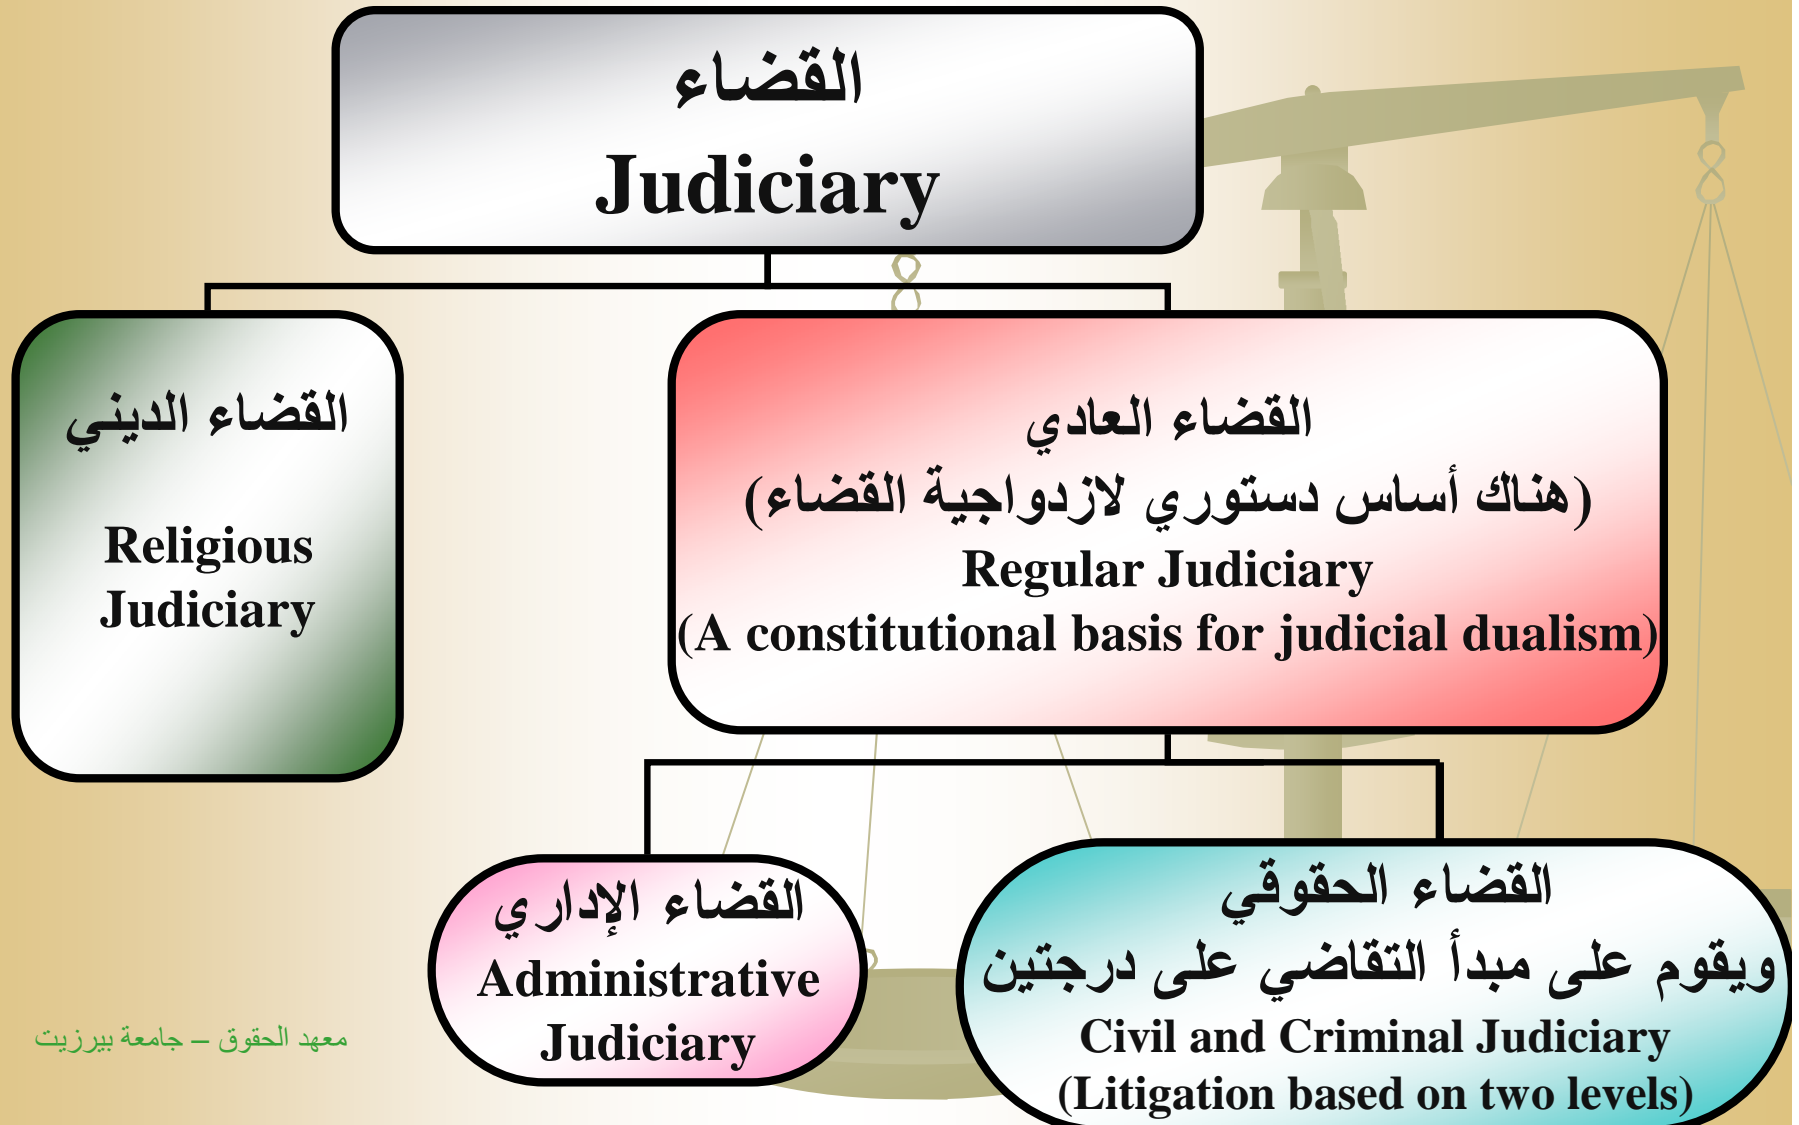 القضاء
Judiciary
القضاء الديني
Religious
Judiciary
القضاء العادي
(هناك أساس دستوري لازدواجية القضاء)
Regular Judiciary
(A constitutional basis for judicial dualism)
القضاء الإداري
Administrative
Judiciary
القضاء الحقوقي
ويقوم على مبدأ التقاضي على درجتين
Civil and Criminal Judiciary
(Litigation based on two levels)
معهد الحقوق – جامعة بيرزيت